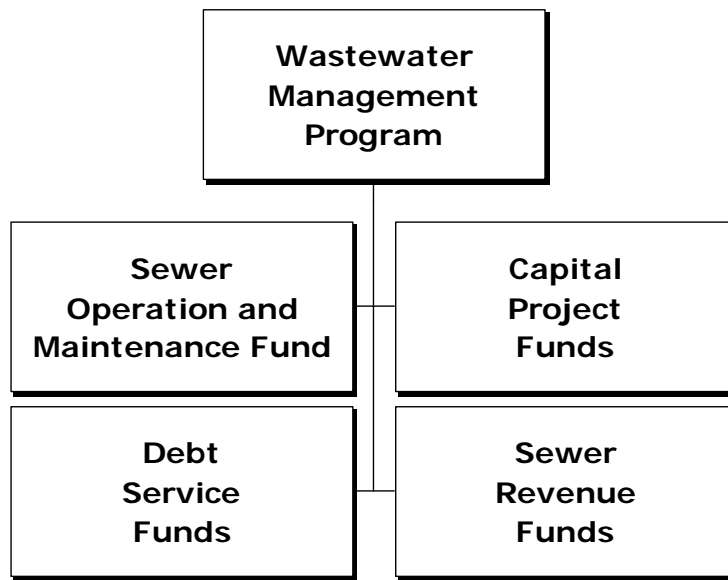 Wastewater
Management
Program
Sewer
Operation and
Maintenance Fund
Capital
Project
Funds
Debt
Service
Funds
Sewer
Revenue
Funds